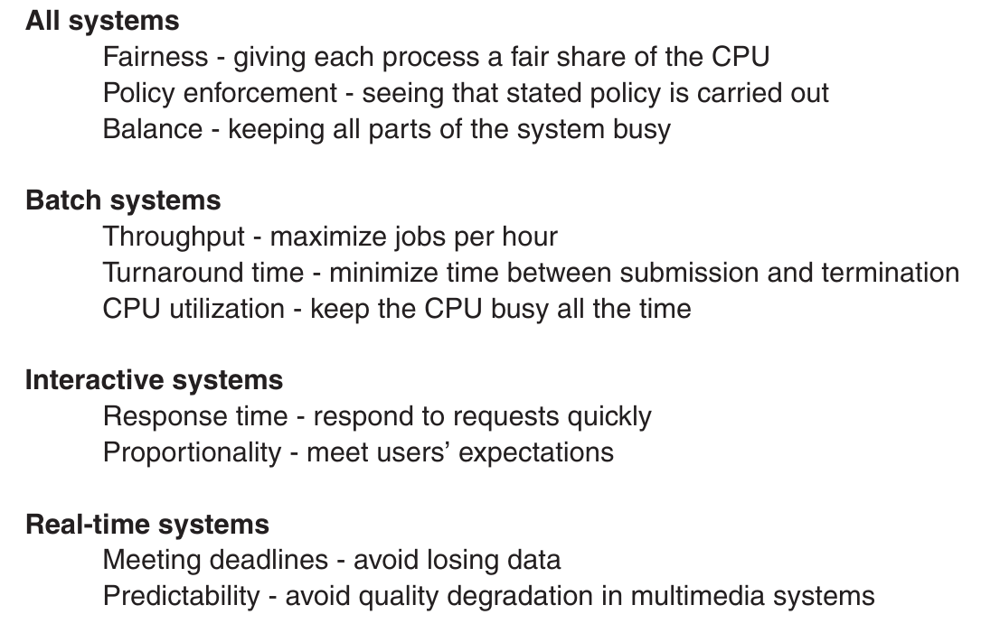 All systems
Fairness - giving each process a fair share of the CPU
Policy enforcement - seeing that stated policy is carried out
Balance - keeping all parts of the system busy
Batch systems
Throughput - maximize jobs per hour
Turnaround time - minimize time between submission and termination
CPU utilization - keep the CPU busy all the time
Interactive systems
Response time - respond to requests quickly
Proportionality - meet users’ expectations
Real-time systems
Meeting deadlines - avoid losing data
Predictability - avoid quality degradation in multimedia systems